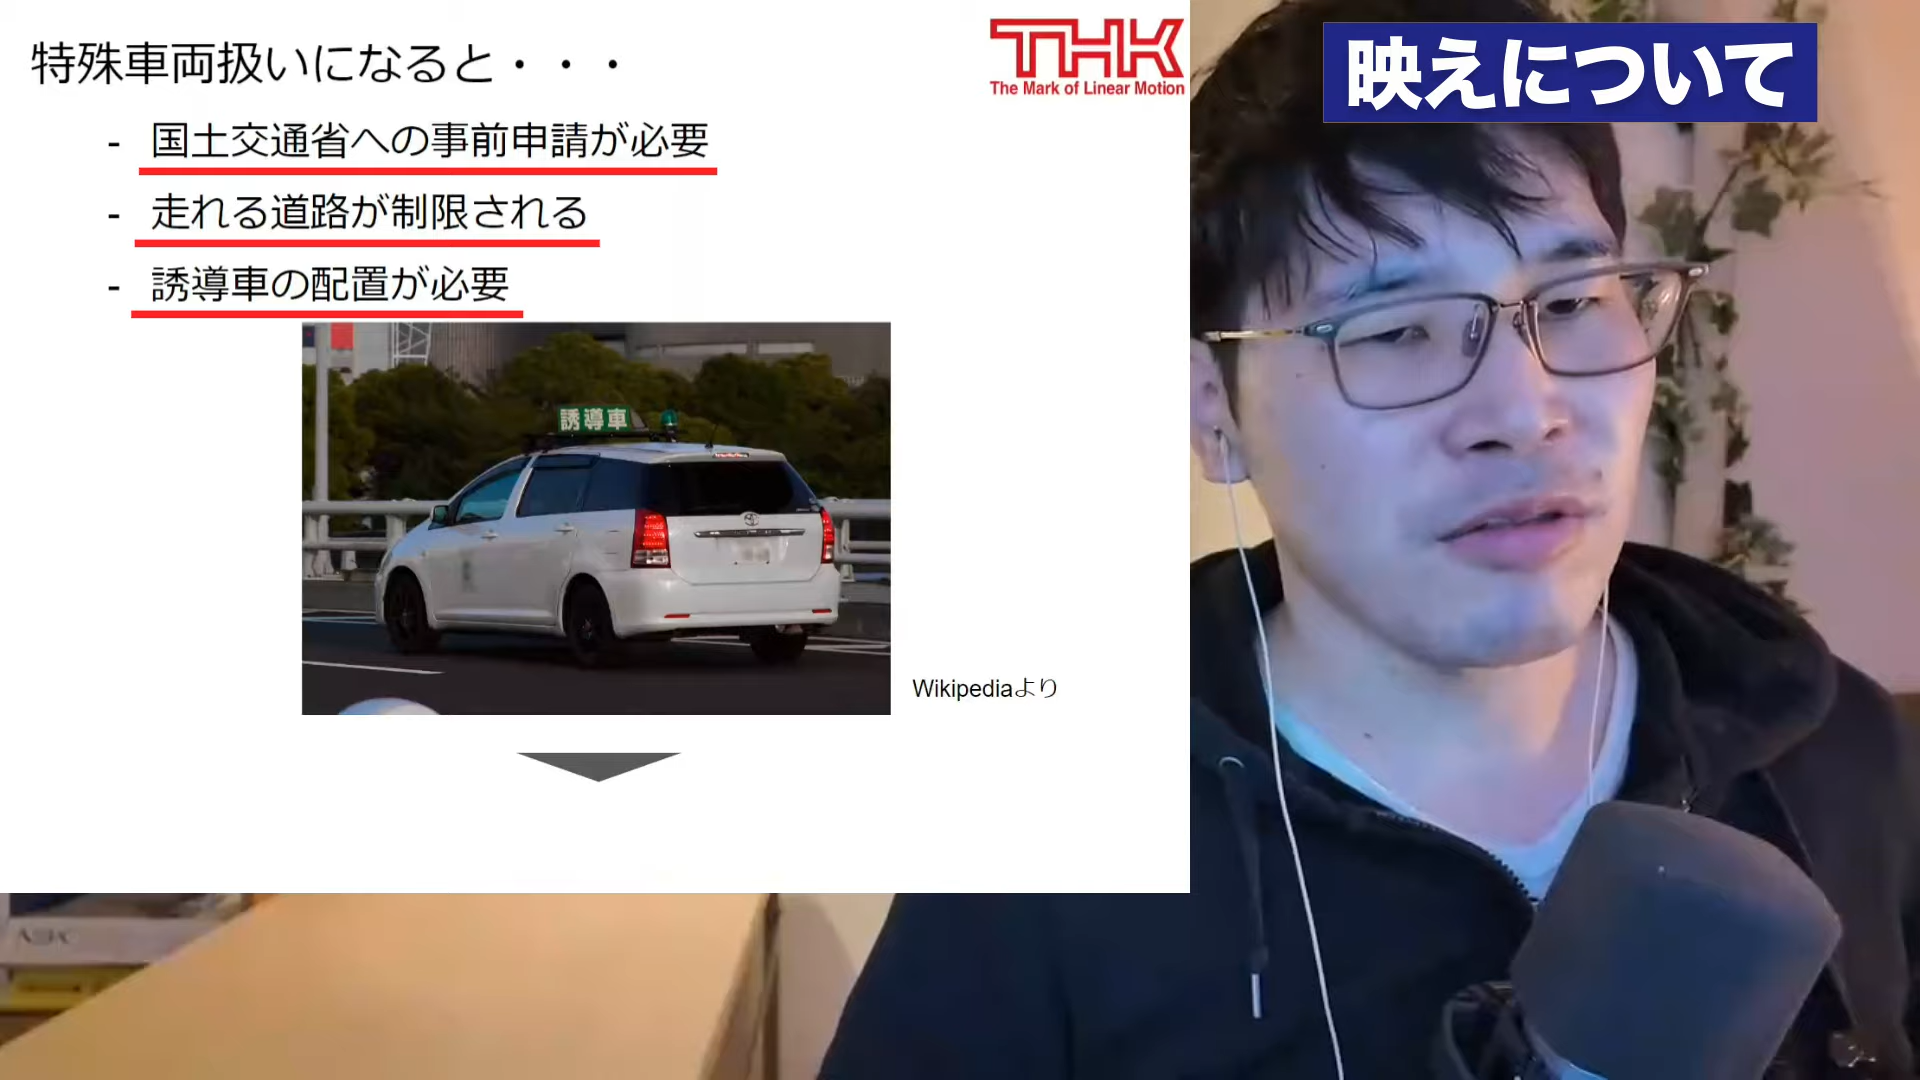 特殊車両扱いになると・・・
THK
The Mark of Linear Motion
映えについて
- 国土交通省への事前申請が必要
- 走れる道路が制限される
- 誘導車の配置が必要
誘導車
Wikipediaより